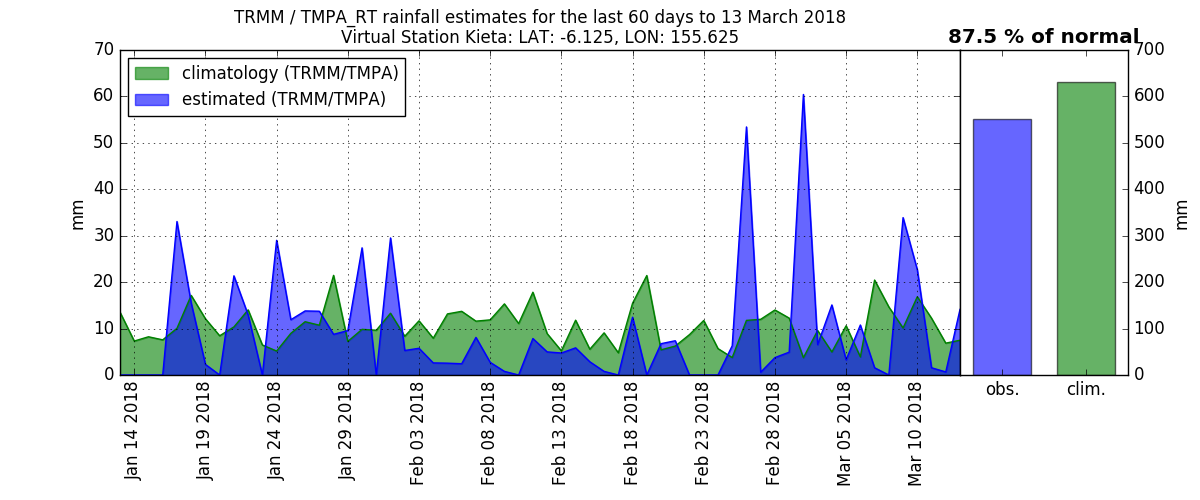 TRMM / TMPA_RT rainfall estimates for the last 60 days to 13 March 2018
Virtual Station Kieta: LAT: -6.125, LON: 155.625
87.5 % of normal
climatology (TRMM/TMPA)
estimated (TRMM/TMPA)
mm
70
60
50
40
30
20
10
0
Jan 14 2018
Jan 19 2018
Jan 24 2018
Jan 29 2018
Feb 03 2018
Feb 08 2018
Feb 13 2018
Feb 18 2018
Feb 23 2018
Feb 28 2018
Mar 05 2018
Mar 10 2018
obs.
clim.
700
600
500
400
300
200
100
0
mm